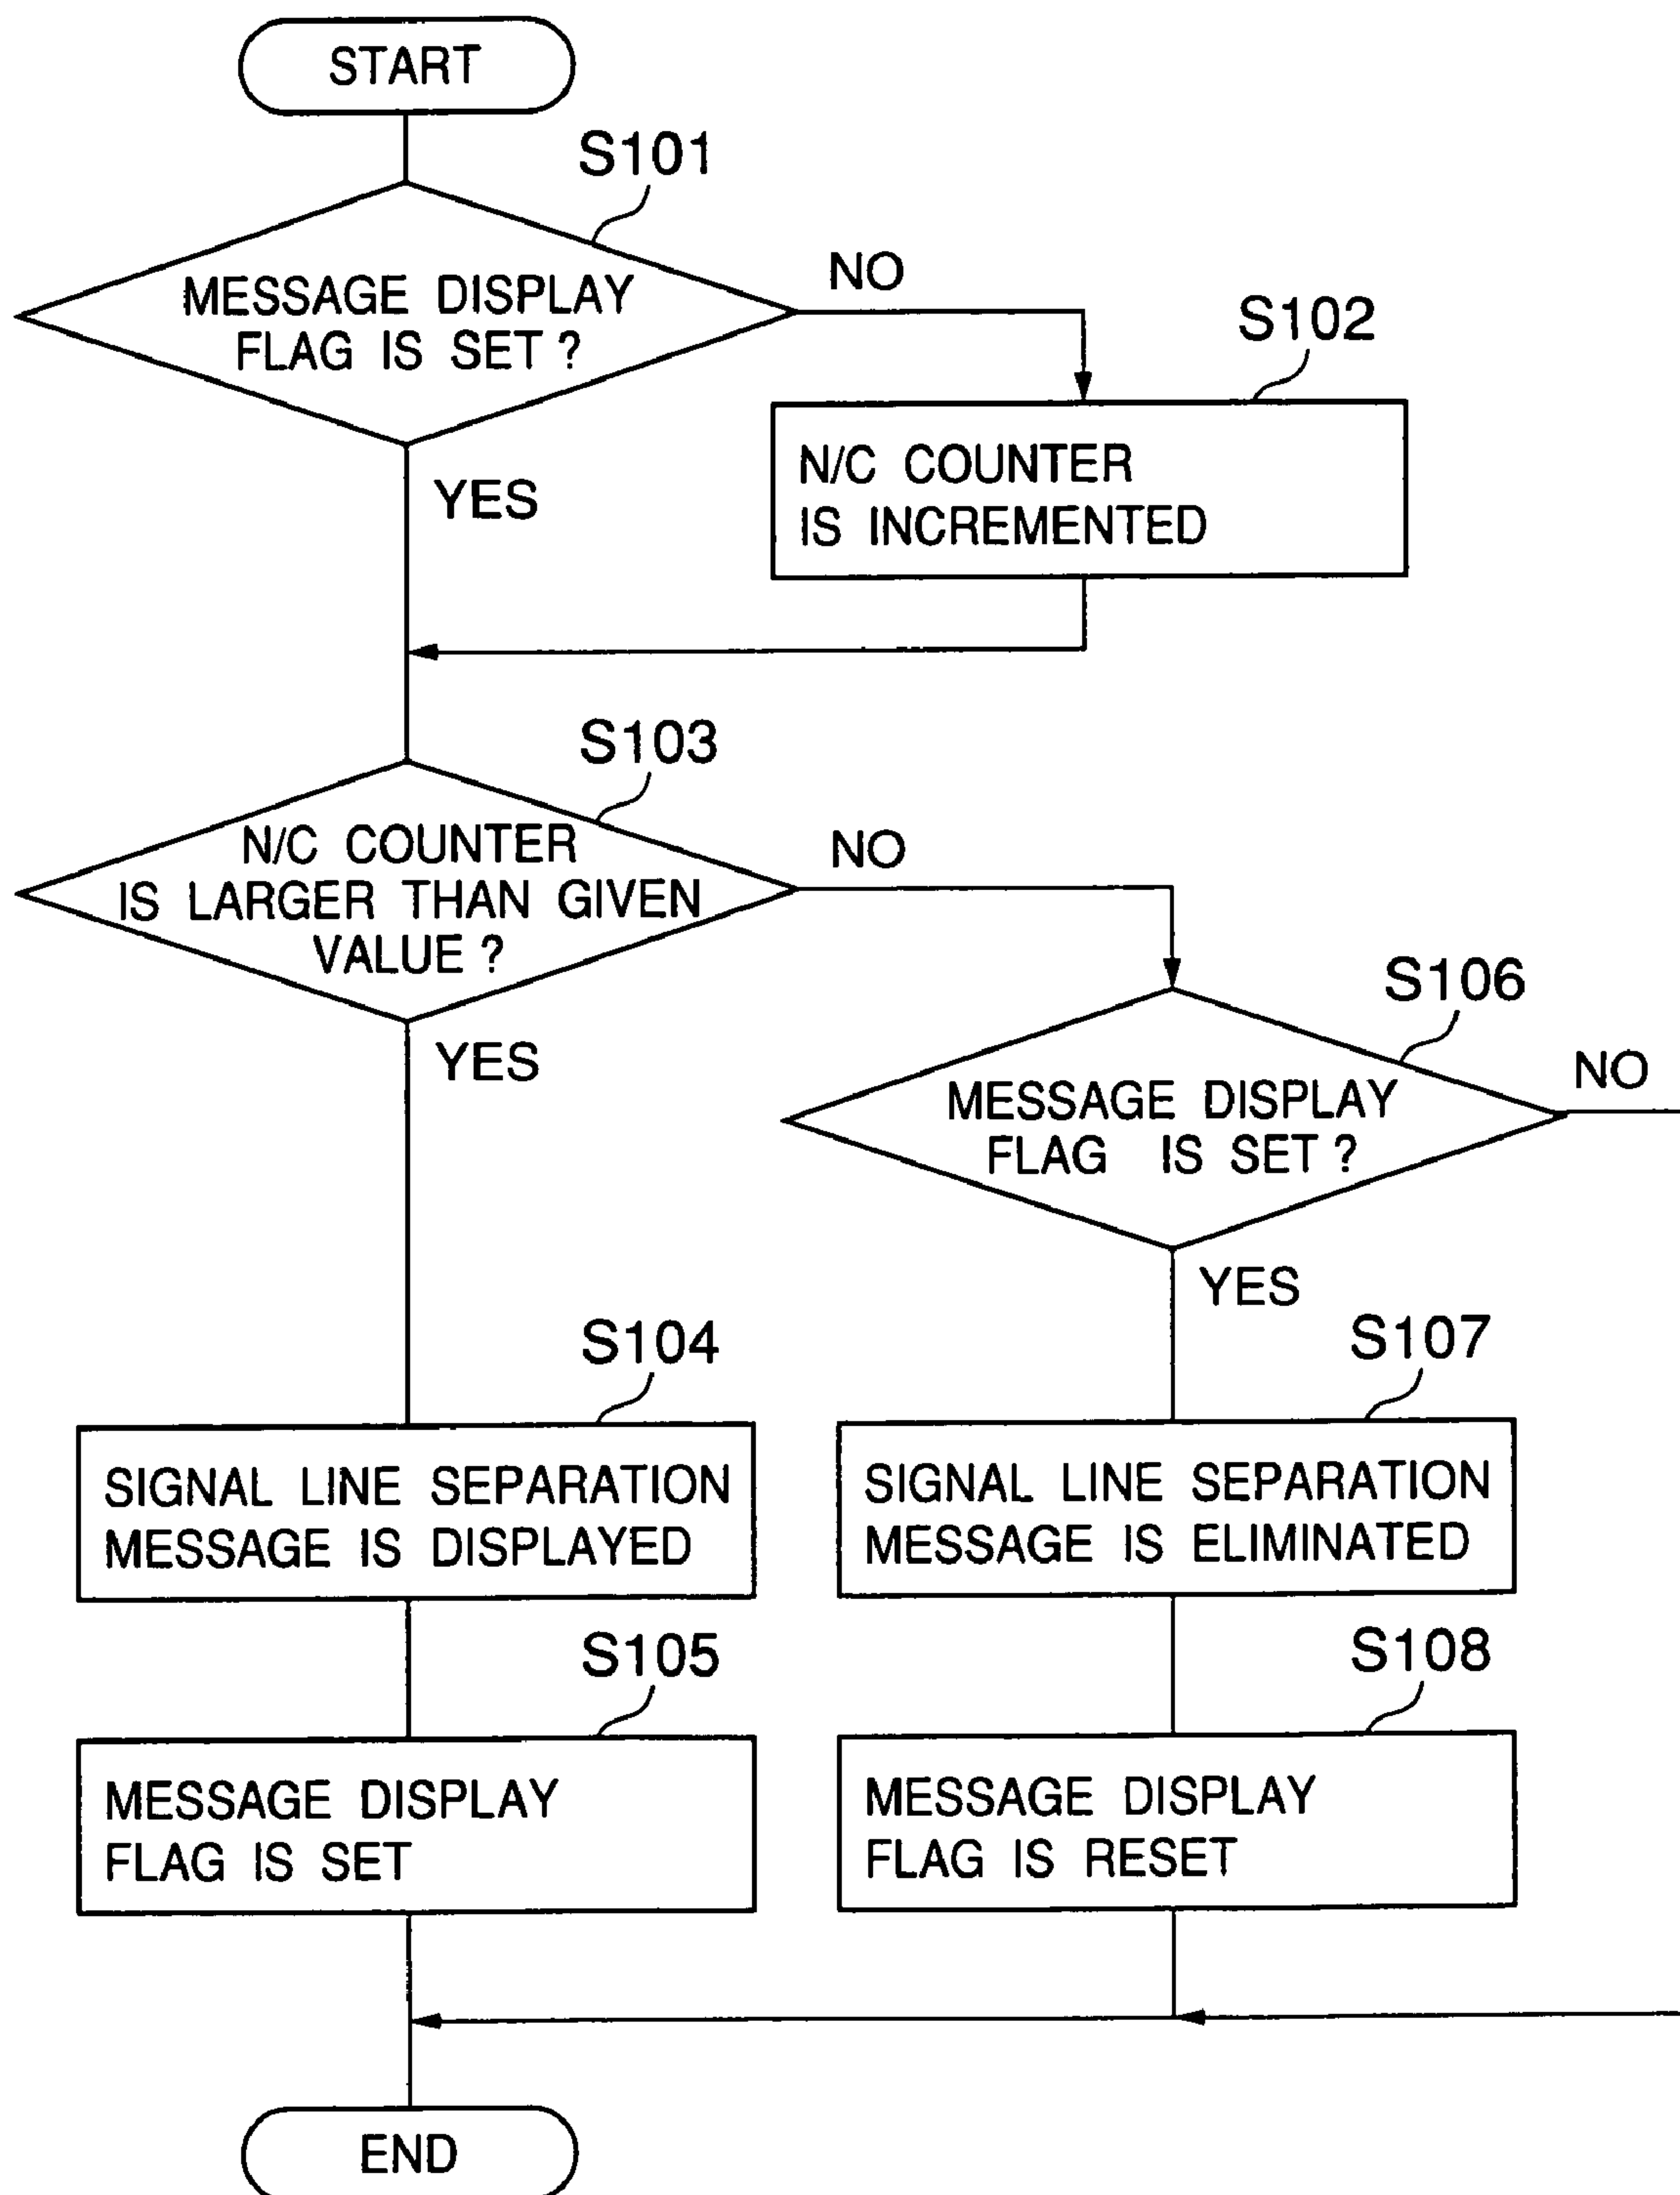 START
S101
MESSAGE DISPLAY
FLAG IS SET ?
NO
YES
S102
N/C COUNTER
IS INCREMENTED
S103
N/C COUNTER
IS LARGER THAN GIVEN
VALUE ?
NO
YES
S106
MESSAGE DISPLAY
FLAG IS SET ?
NO
YES
S104
SIGNAL LINE SEPARATION
MESSAGE IS DISPLAYED
S107
SIGNAL LINE SEPARATION
MESSAGE IS ELIMINATED
S105
MESSAGE DISPLAY
FLAG IS SET
S108
MESSAGE DISPLAY
FLAG IS RESET
END